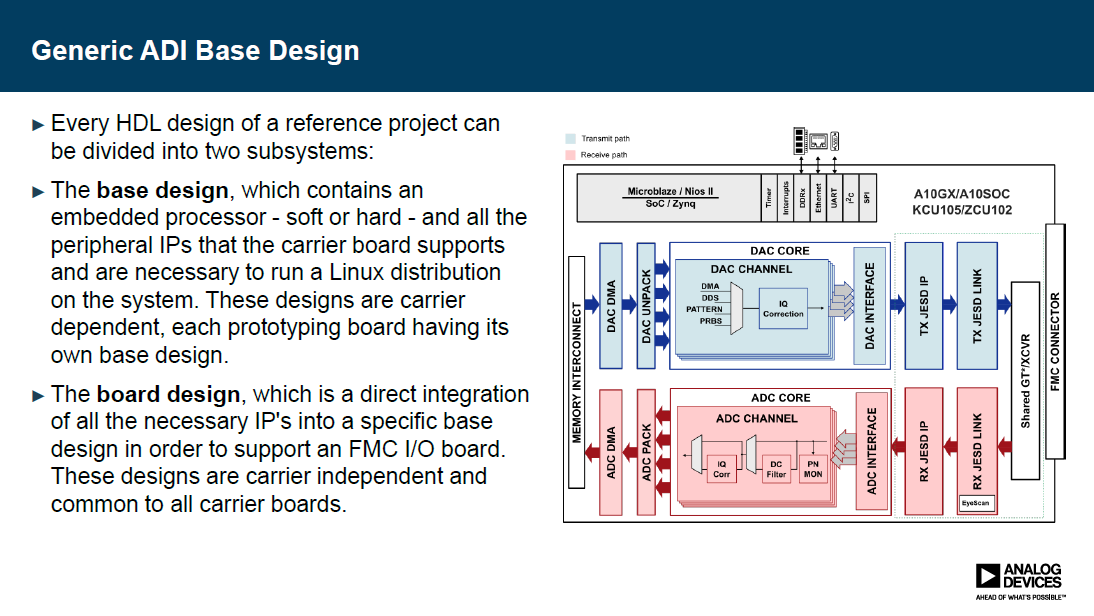 Generic ADI Base Design
► Every HDL design of a reference project can
be divided into two subsystems:
► The base design, which contains an
embedded processor - soft or hard - and all the
peripheral IPs that the carrier board supports
and are necessary to run a Linux distribution
on the system. These designs are carrier
dependent, each prototyping board having its
own base design.
► The board design, which is a direct integration
of all the necessary IP's into a specific base
design in order to support an FMC I/O board.
These designs are carrier independent and
common to all carrier boards.
Transmit path
Receive path
Microblaze / Nios II
SoC / Zynq
Timer
Interrupts
DDRx
Ethernet
UART
I²C
SPI
A10GX/A10SOC
KCU105/ZCU102
MEMORY INTERCONNECT
DAC DMA
DAC UNPACK
DAC CORE
DAC CHANNEL
DMA
DDS
PATTERN
PRBS
IQ
Correction
DAC INTERFACE
TX JESD IP
TX JESD LINK
ADC DMA
ADC PACK
ADC CORE
ADC CHANNEL
IQ
Corr
DC
Filter
PN
MON
ADC INTERFACE
RX JESD IP
RX JESD LINK
EyeScan
Shared GT*/XCVR
FMC CONNECTOR
ANALOG
DEVICES
AHEAD OF WHAT'S POSSIBLE™